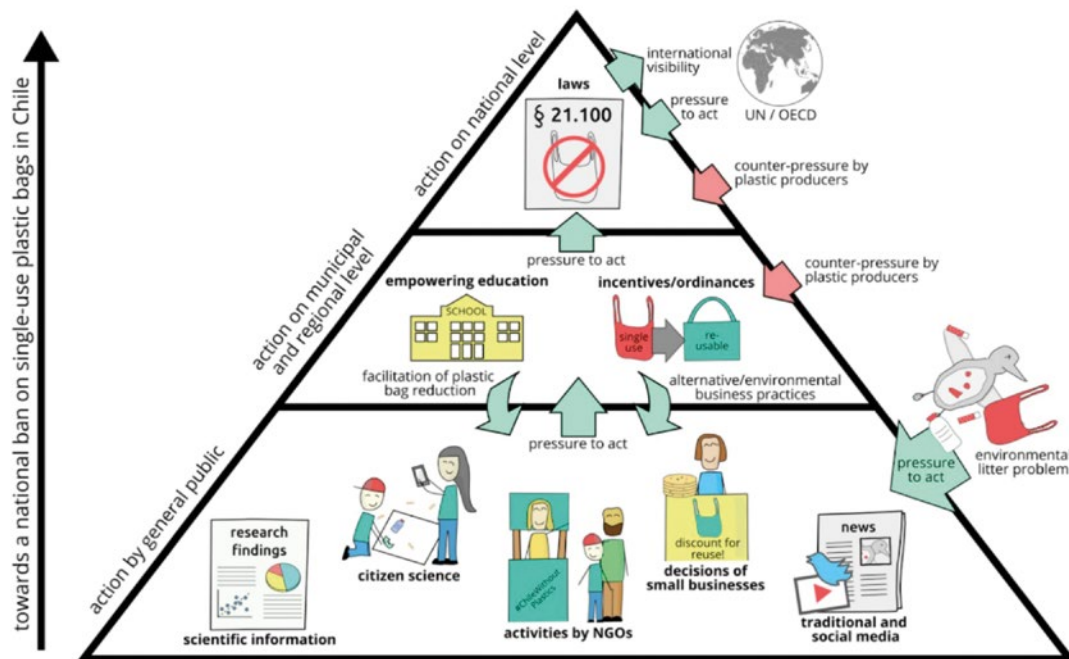 towards a national ban on single-use plastic bags in Chile
action on national level
laws
§ 21.100
international
visibility
UN / OECD
pressure
to act
counter-pressure by
plastic producers
pressure to act
action on municipal
and regional level
empowering education
SCHOOL
incentives/ordinances
single
use
re-
usable
counter-pressure by
plastic producers
facilitation of plastic
bag reduction
alternative/environmental
business practices
pressure to act
environmental
litter problem
pressure
to act
action by general public
research
findings
scientific information
citizen science
#ChileWithout
Plastics
activities by NGOs
discount for
reuse!
decisions of
small businesses
news
traditional and
social media